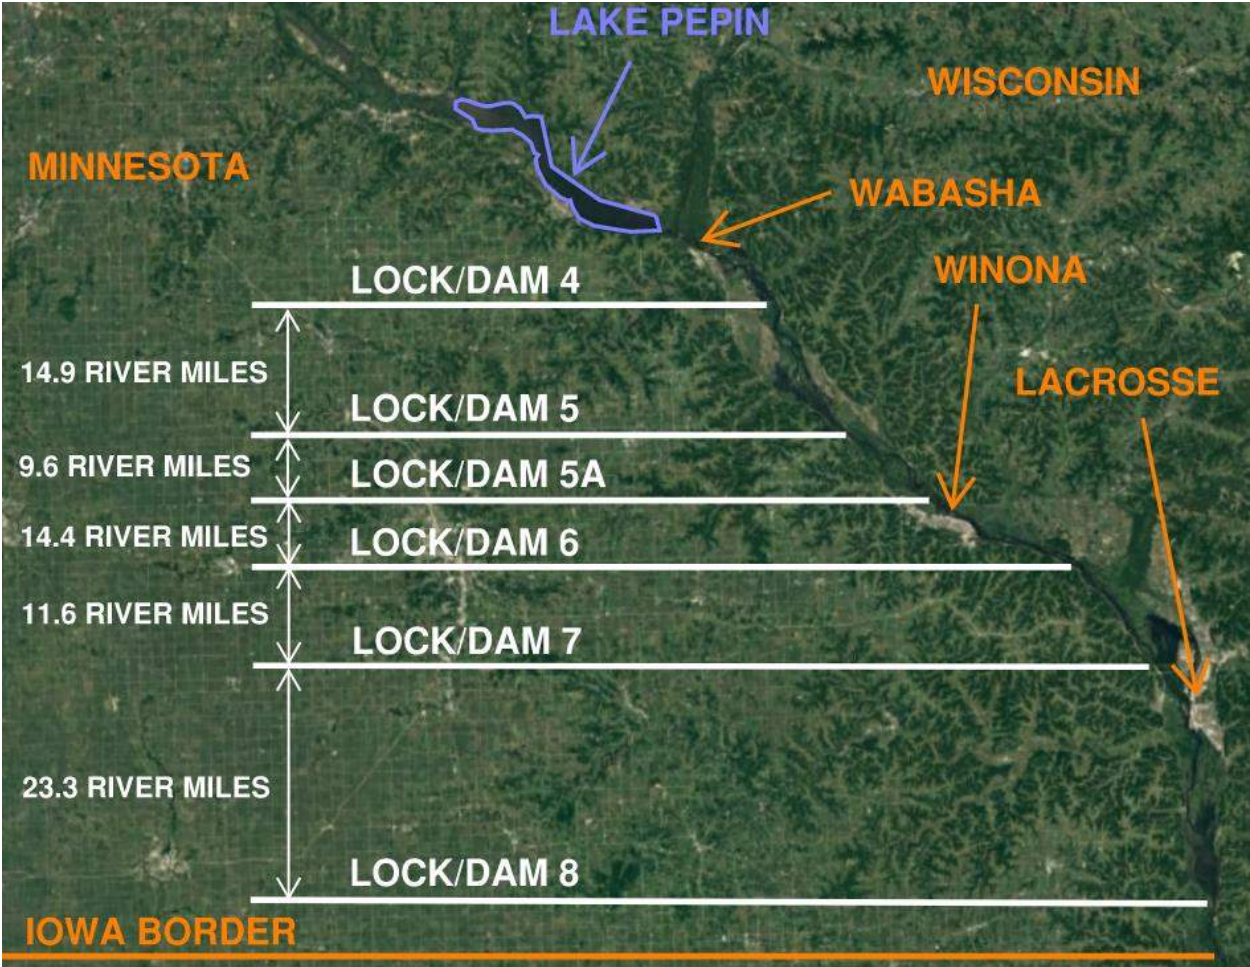 LAKE PEPIN
WISCONSIN
MINNESOTA
WABASHA
WINONA
LOCK/DAM 4
14.9 RIVER MILES
LACROSSE
LOCK/DAM 5
9.6 RIVER MILES
LOCK/DAM 5A
14.4 RIVER MILES
LOCK/DAM 6
11.6 RIVER MILES
LOCK/DAM 7
23.3 RIVER MILES
LOCK/DAM 8
IOWA BORDER